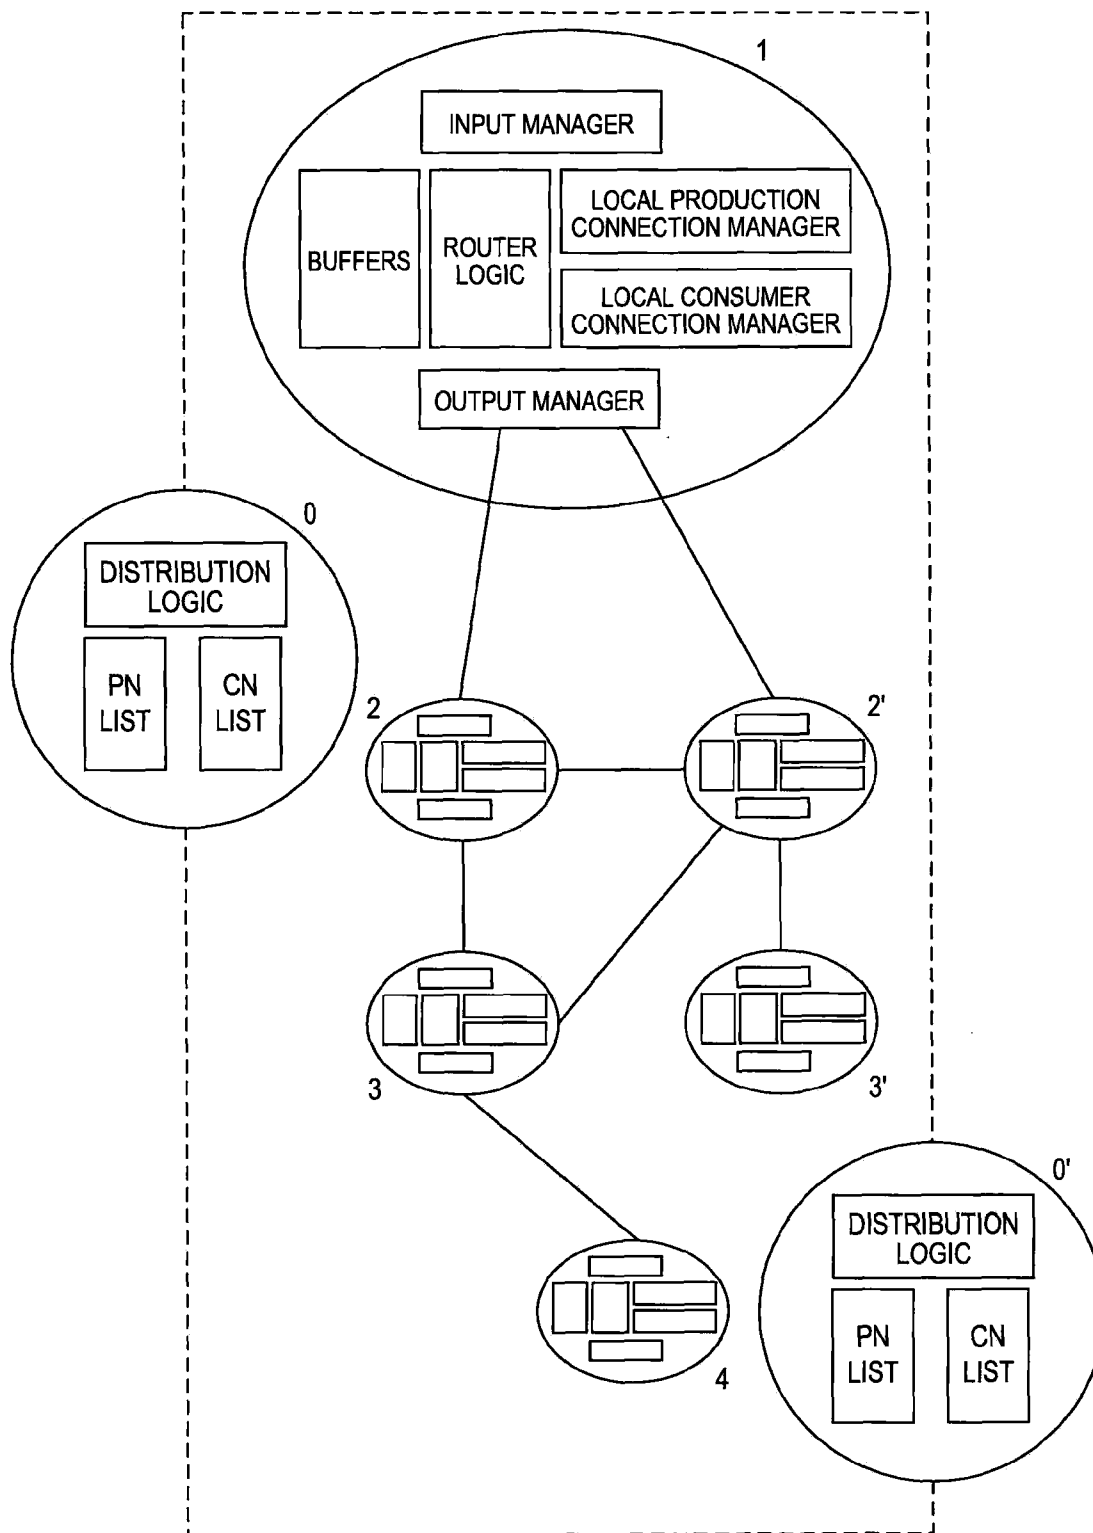 1
INPUT MANAGER
BUFFERS
ROUTER
LOGIC
LOCAL PRODUCTION
CONNECTION MANAGER
LOCAL CONSUMER
CONNECTION MANAGER
OUTPUT MANAGER
0
DISTRIBUTION
LOGIC
PN
LIST
CN
LIST
2
2'
3
3'
0'
DISTRIBUTION
LOGIC
PN
LIST
CN
LIST
4